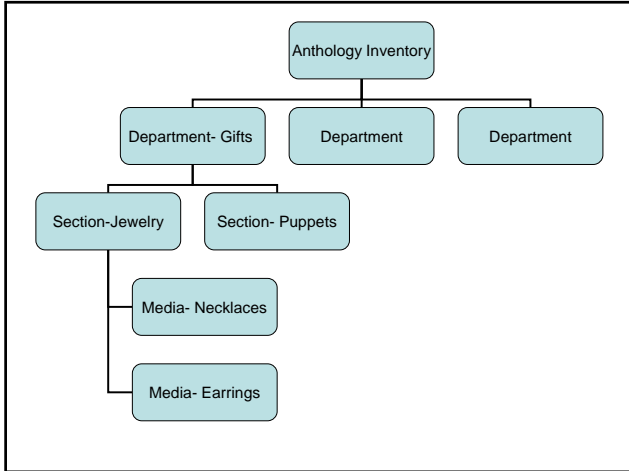 Anthology Inventory
Department- Gifts
Department
Department
Section-Jewelry
Section- Puppets
Media- Necklaces
Media- Earrings